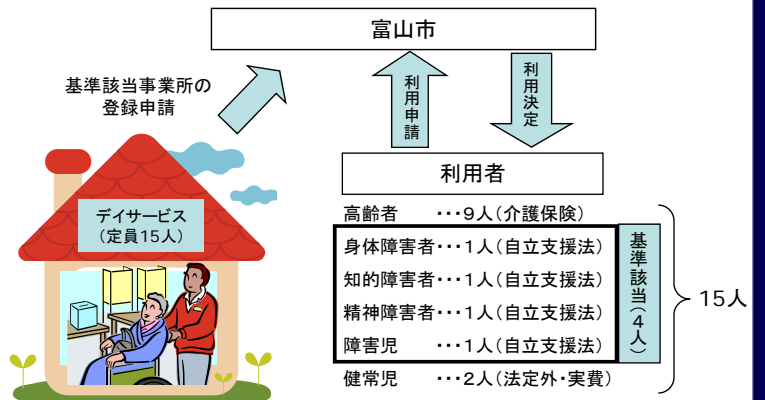 富山市
基準該当事業所の
登録申請
利用申請
利用決定
デイサービス
（定員15人）
利用者
高齢者　・・・９人（介護保険）
身体障害者・・・１人（自立支援法）
知的障害者・・・１人（自立支援法）
精神障害者・・・１人（自立支援法）
障害児　・・・１人（自立支援法）
健常児　・・・２人（法定外・実費）
基準該当（４人）
15人